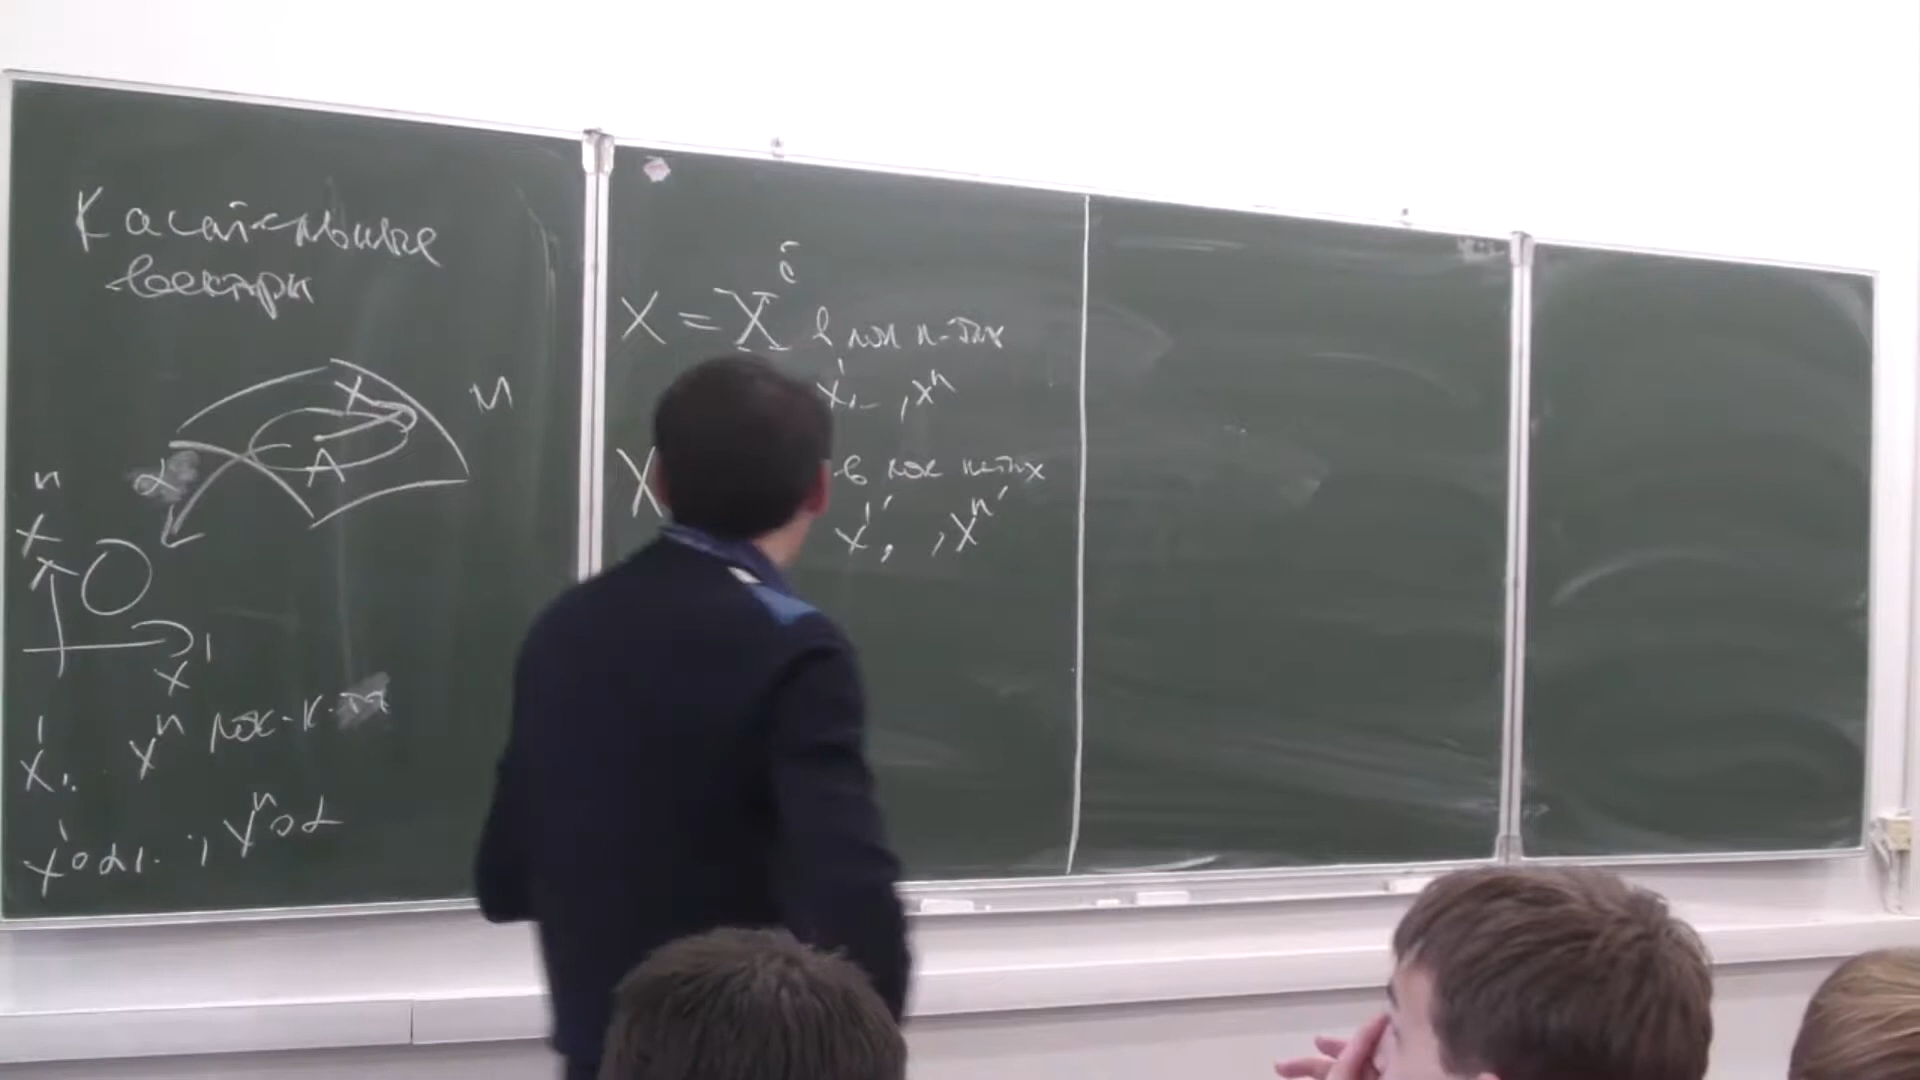 Касательные
векторы
X
M
A
α
xⁿ
x¹
x¹, . xⁿ лок. к-ты
x¹∘α, . , xⁿ∘α
X = Xⁱ в лок к-тах
x¹, _ , xⁿ
X в лок к-тах
x¹′, , xⁿ′